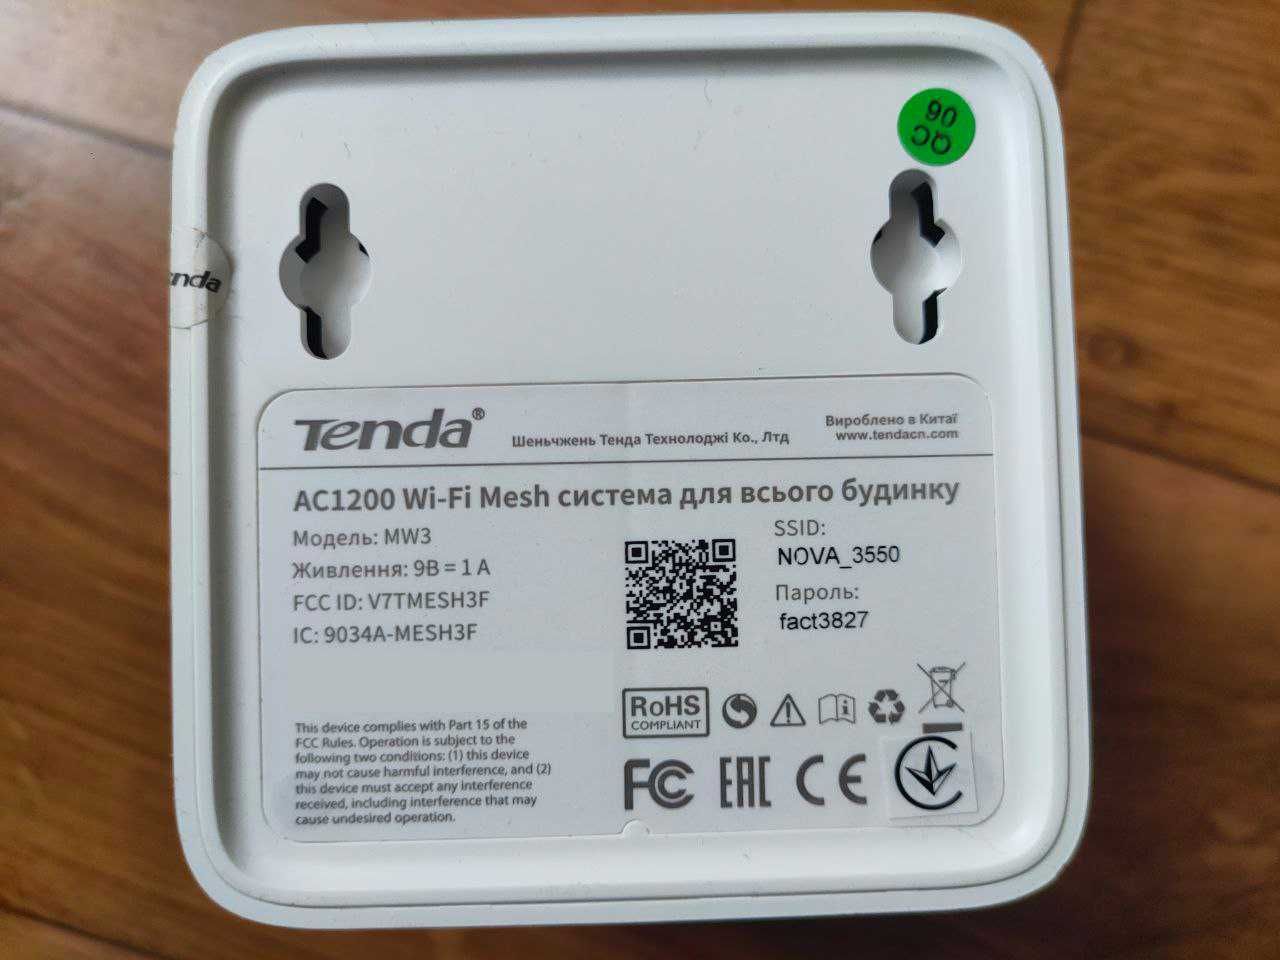 QC
06
enda
Tenda®
Шеньчжень Тенда Технолоджі Ко., Лтд
Вироблено в Китаї
www.tendacn.com
AC1200 Wi-Fi Mesh система для всього будинку
Модель: MW3
Живлення: 9В = 1 А
FCC ID: V7TMESH3F
IC: 9034A-MESH3F
SSID:
NOVA_3550
Пароль:
fact3827
RoHS
COMPLIANT
This device complies with Part 15 of the
FCC Rules. Operation is subject to the
following two conditions: (1) this device
may not cause harmful interference, and (2)
this device must accept any interference
received, including interference that may
cause undesired operation.
FC
EAC
CE